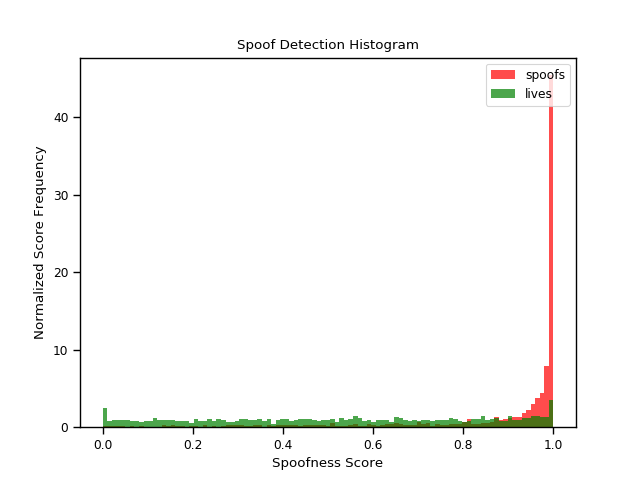 Spoof Detection Histogram
spoofs
lives
Normalized Score Frequency
40
30
20
10
0
0.0 0.2 0.4 0.6 0.8 1.0
Spoofness Score